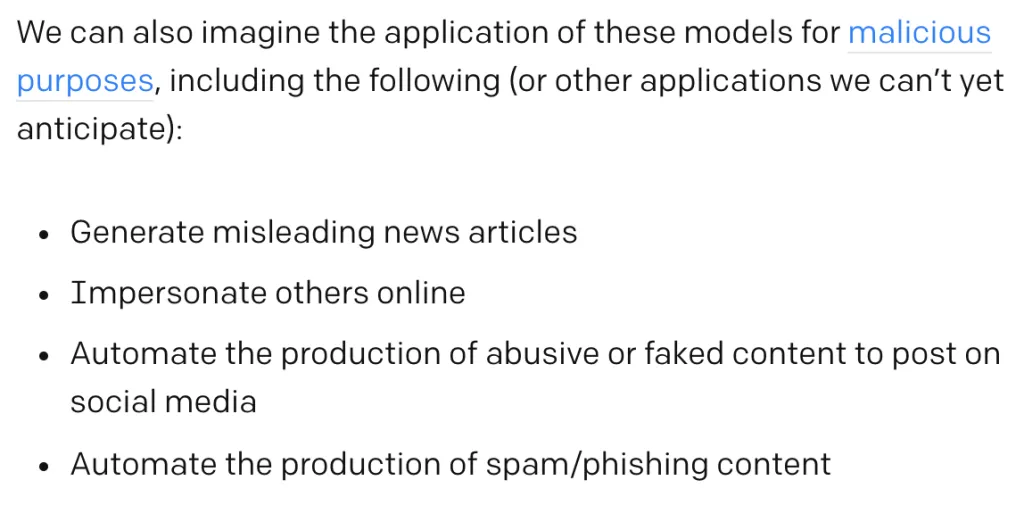 We can also imagine the application of these models for malicious
purposes, including the following (or other applications we can’t yet
anticipate):
• Generate misleading news articles
• Impersonate others online
• Automate the production of abusive or faked content to post on
social media
• Automate the production of spam/phishing content